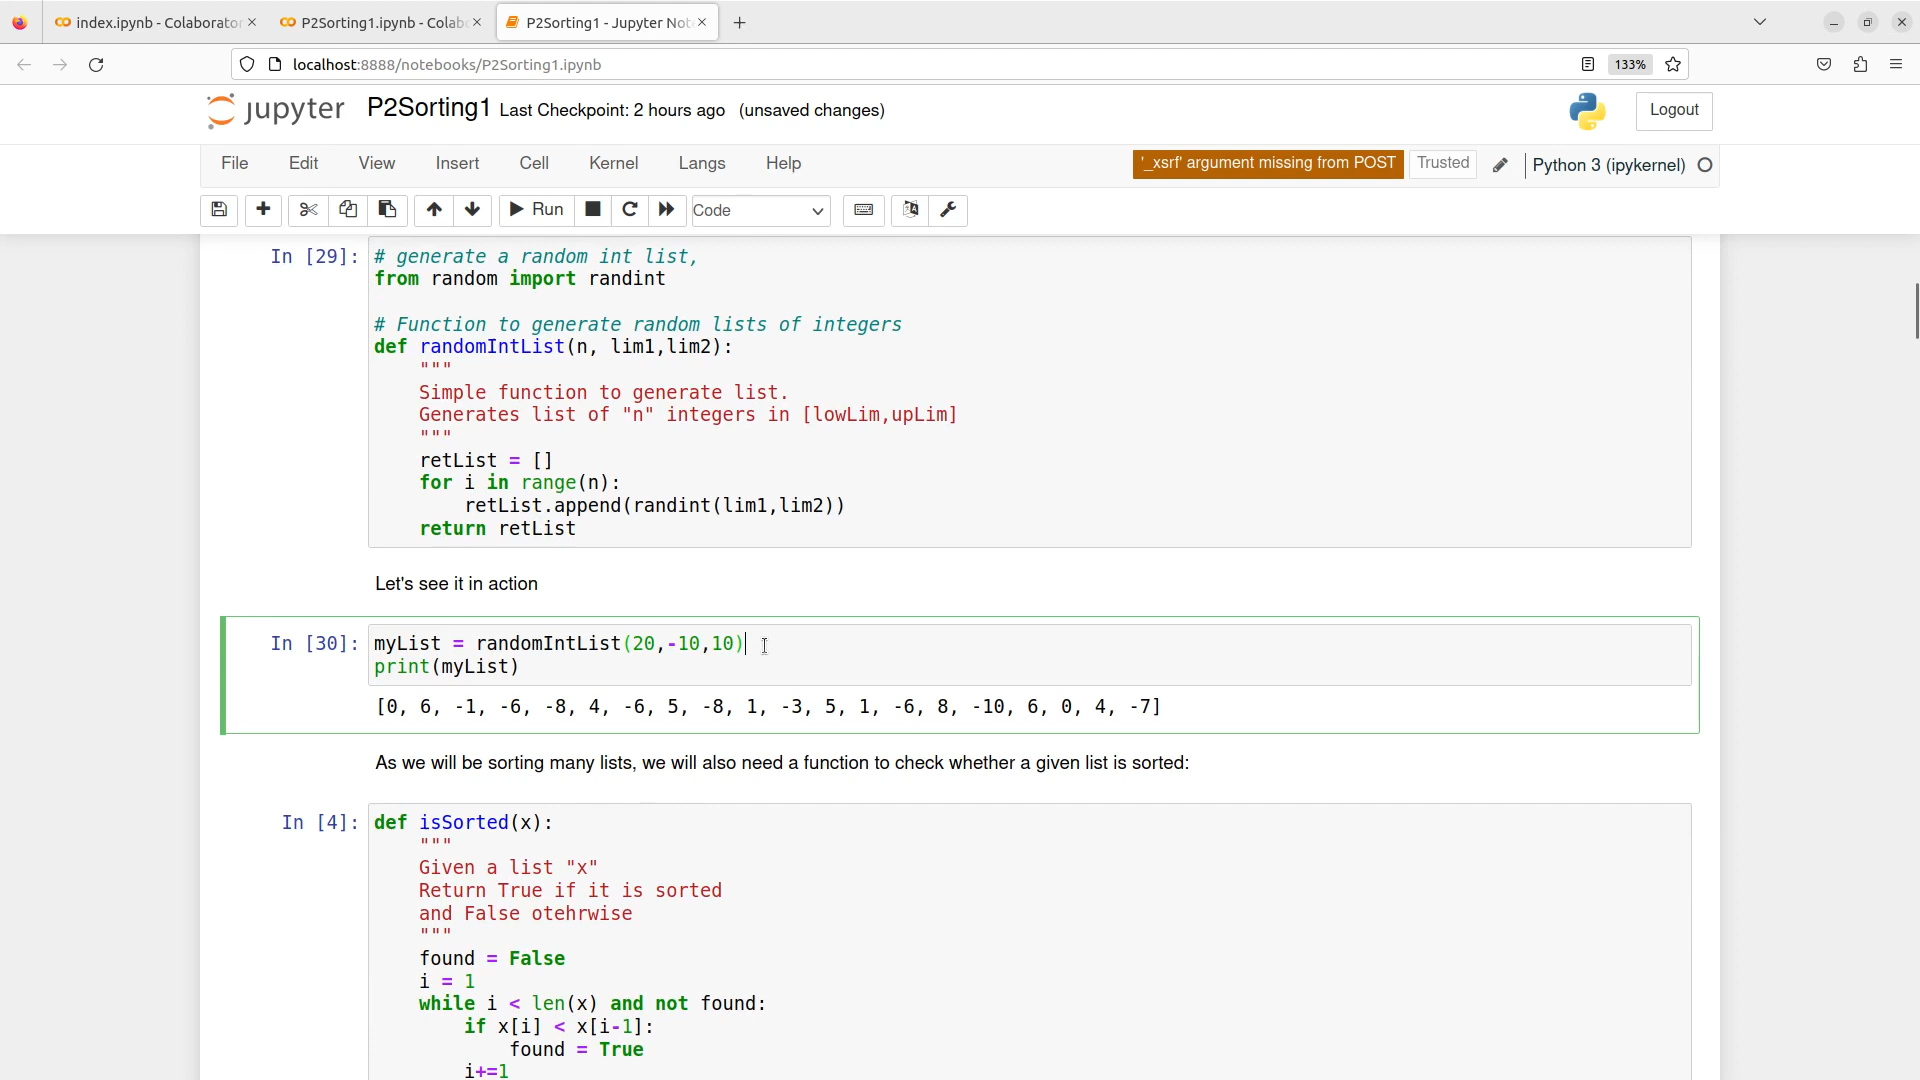 index.ipynb - Colaborator
P2Sorting1.ipynb - Colab
P2Sorting1 - Jupyter Not
localhost:8888/notebooks/P2Sorting1.ipynb
133%
jupyter
P2Sorting1 Last Checkpoint: 2 hours ago (unsaved changes)
Logout
File Edit View Insert Cell Kernel Langs Help
'_xsrf' argument missing from POST
Trusted
Python 3 (ipykernel)
Run
Code
In [29]:
# generate a random int list,
from random import randint
# Function to generate random lists of integers
def randomIntList(n, lim1,lim2):
"""
Simple function to generate list.
Generates list of "n" integers in [lowLim,upLim]
"""
retList = []
for i in range(n):
retList.append(randint(lim1,lim2))
return retList
Let's see it in action
In [30]:
myList = randomIntList(20,-10,10)
print(myList)
[0, 6, -1, -6, -8, 4, -6, 5, -8, 1, -3, 5, 1, -6, 8, -10, 6, 0, 4, -7]
As we will be sorting many lists, we will also need a function to check whether a given list is sorted:
In [4]:
def isSorted(x):
"""
Given a list "x"
Return True if it is sorted
and False otehrwise
"""
found = False
i = 1
while i < len(x) and not found:
if x[i] < x[i-1]:
found = True
i+=1